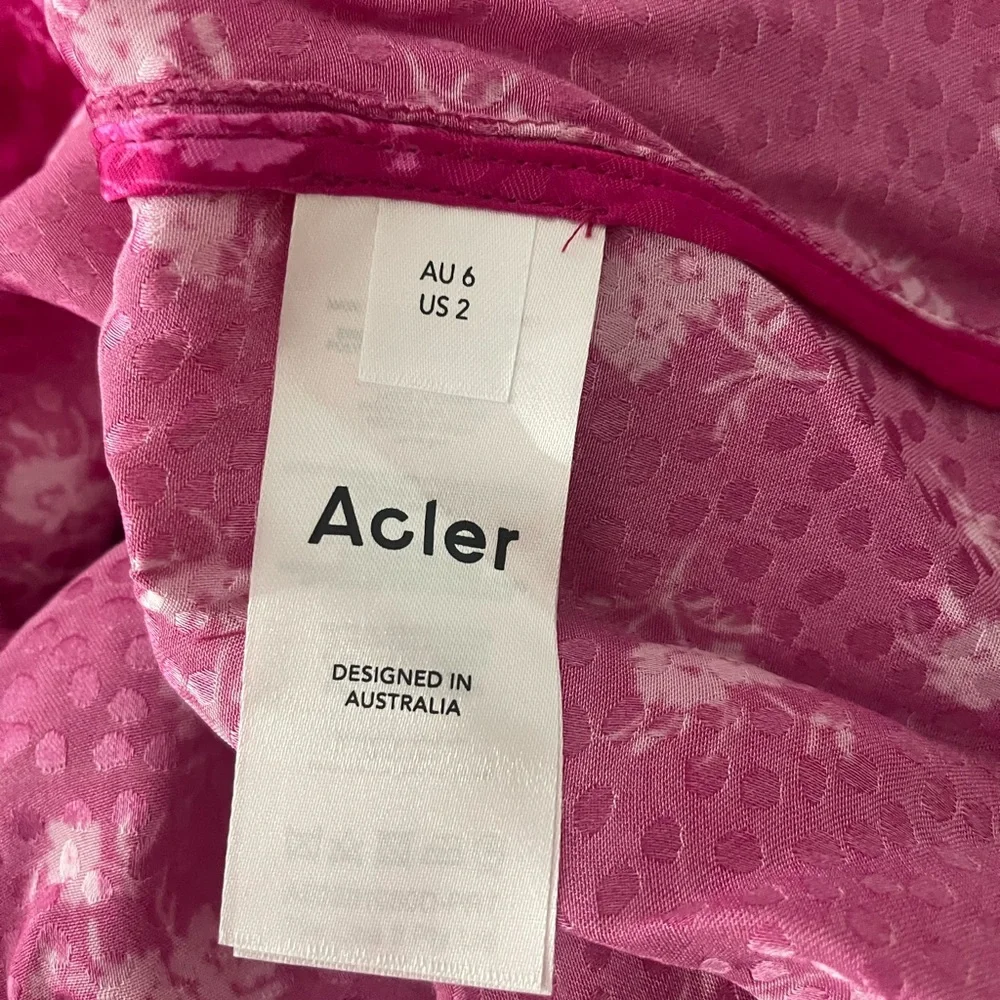 AU 6
US 2
Acler
DESIGNED IN
AUSTRALIA